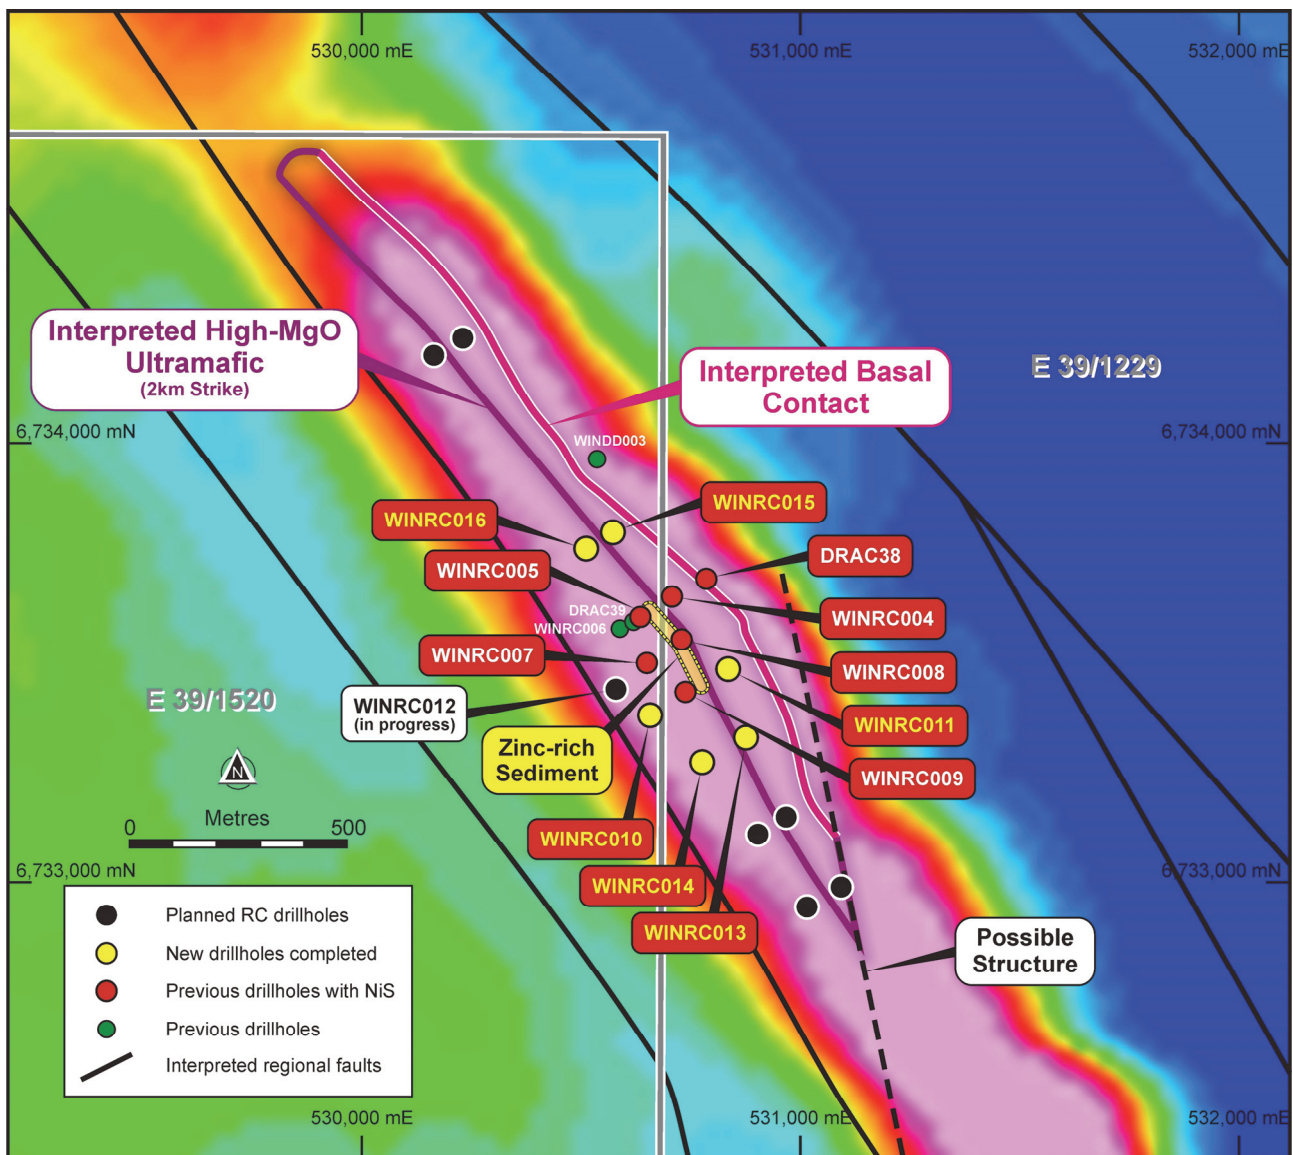 530,000 mE
531,000 mE
532,000 mE
Interpreted High-MgO
Ultramafic
(2km Strike)
Interpreted Basal
Contact
E 39/1229
6,734,000 mN
6,734,000 mN
WINDD003
WINRC015
WINRC016
DRAC38
WINRC005
DRAC39
WINRC004
WINRC006
WINRC007
WINRC008
E 39/1520
WINRC012
(in progress)
WINRC011
Zinc-rich
Sediment
WINRC009
N
Metres
0
500
WINRC010
6,733,000 mN
6,733,000 mN
WINRC014
WINRC013
Possible
Structure
Planned RC drillholes
New drillholes completed
Previous drillholes with NiS
Previous drillholes
Interpreted regional faults
530,000 mE
531,000 mE
532,000 mE